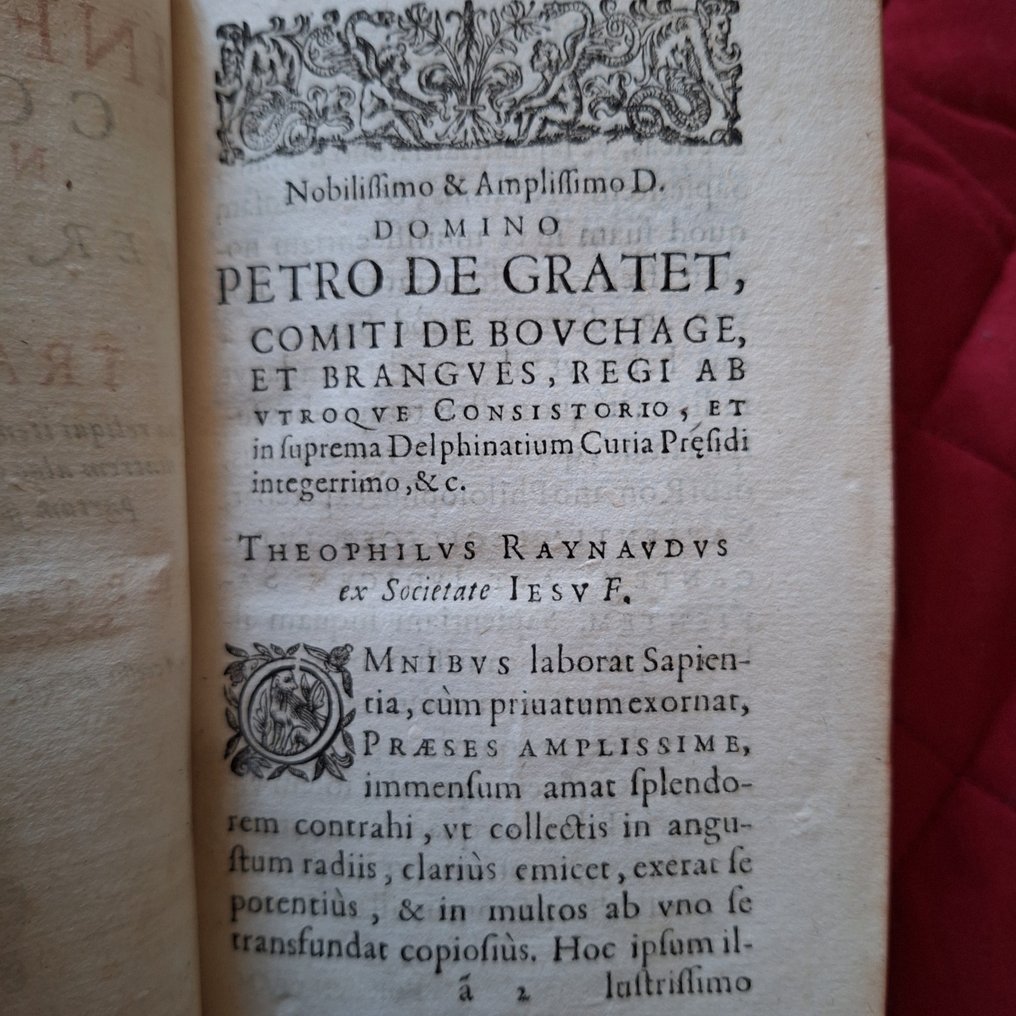 Nobiliſſimo & Ampliſſimo D.
DOMINO
PETRO DE GRATET,
COMITI DE BOVCHAGE,
ET BRANGVES, REGI AB
VTROQVE CONSISTORIO, ET
in ſuprema Delphinatium Curia Pręſidi
integerrimo, &c.
THEOPHILVS RAYNAVDVS
ex Societate IESV F.
OMNIBVS laborat Sapien-
tia, cùm priuatum exornat,
PRÆSES AMPLISSIME,
immenſum amat ſplendo-
rem contrahi, vt collectis in angu-
ſtum radiis, clariùs emicet, exerat ſe
potentiùs, & in multos ab vno ſe
transfundat copioſiùs. Hoc ipſum il-
ã 2 luſtriſſimo